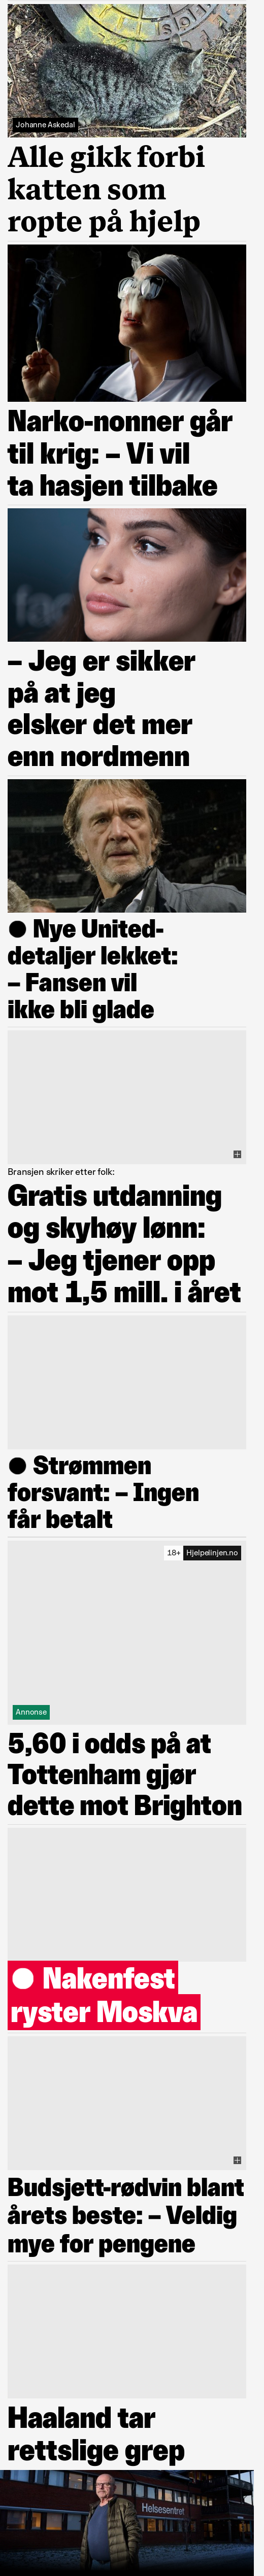 Johanne Askedal
Alle gikk forbi
katten som
ropte på hjelp
Narko-nonner går
til krig: – Vi vil
ta hasjen tilbake
– Jeg er sikker
på at jeg
elsker det mer
enn nordmenn
● Nye United-
detaljer lekket:
– Fansen vil
ikke bli glade
Bransjen skriker etter folk:
Gratis utdanning
og skyhøy lønn:
– Jeg tjener opp
mot 1,5 mill. i året
● Strømmen
forsvant: – Ingen
får betalt
18+ Hjelpelinjen.no
Annonse
5,60 i odds på at
Tottenham gjør
dette mot Brighton
● Nakenfest
ryster Moskva
Budsjett-rødvin blant
årets beste: – Veldig
mye for pengene
Haaland tar
rettslige grep
Helsesentret